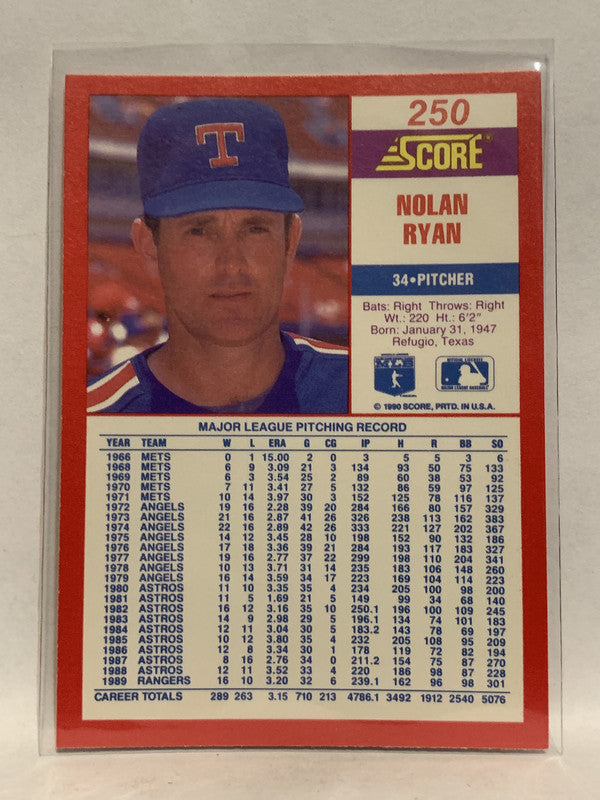 T
250
SCORE®
NOLAN
RYAN
34•PITCHER
Bats: Right Throws: Right
Wt.: 220 Ht.: 6'2"
Born: January 31, 1947
Refugio, Texas
© 1990 SCORE, PRTD. IN U.S.A.
MAJOR LEAGUE PITCHING RECORD
YEAR TEAM W L ERA G CG IP H R BB SO
1966 METS 0 1 15.00 2 0 3 5 5 3 6
1968 METS 6 9 3.09 21 3 134 93 50 75 133
1969 METS 6 3 3.54 25 2 89 60 38 53 92
1970 METS 7 11 3.41 27 5 132 86 59 97 125
1971 METS 10 14 3.97 30 3 152 125 78 116 137
1972 ANGELS 19 16 2.28 39 20 284 166 80 157 329
1973 ANGELS 21 16 2.87 41 26 326 238 113 162 383
1974 ANGELS 22 16 2.89 42 26 333 221 127 202 367
1975 ANGELS 14 12 3.45 28 10 198 152 90 132 186
1976 ANGELS 17 18 3.36 39 21 284 193 117 183 327
1977 ANGELS 19 16 2.77 37 22 299 198 110 204 341
1978 ANGELS 10 13 3.71 31 14 235 183 106 148 260
1979 ANGELS 16 14 3.59 34 17 223 169 104 114 223
1980 ASTROS 11 10 3.35 35 4 234 205 100 98 200
1981 ASTROS 11 5 1.69 21 5 149 99 34 68 140
1982 ASTROS 16 12 3.16 35 10 250.1 196 100 109 245
1983 ASTROS 14 9 2.98 29 5 196.1 134 74 101 183
1984 ASTROS 12 11 3.04 30 5 183.2 143 78 69 197
1985 ASTROS 10 12 3.80 35 4 232 205 108 95 209
1986 ASTROS 12 8 3.34 30 1 178 119 72 82 194
1987 ASTROS 8 16 2.76 34 0 211.2 154 75 87 270
1988 ASTROS 12 11 3.52 33 4 220 186 98 87 228
1989 RANGERS 16 10 3.20 32 6 239.1 162 96 98 301
CAREER TOTALS 289 263 3.15 710 213 4786.1 3492 1912 2540 5076